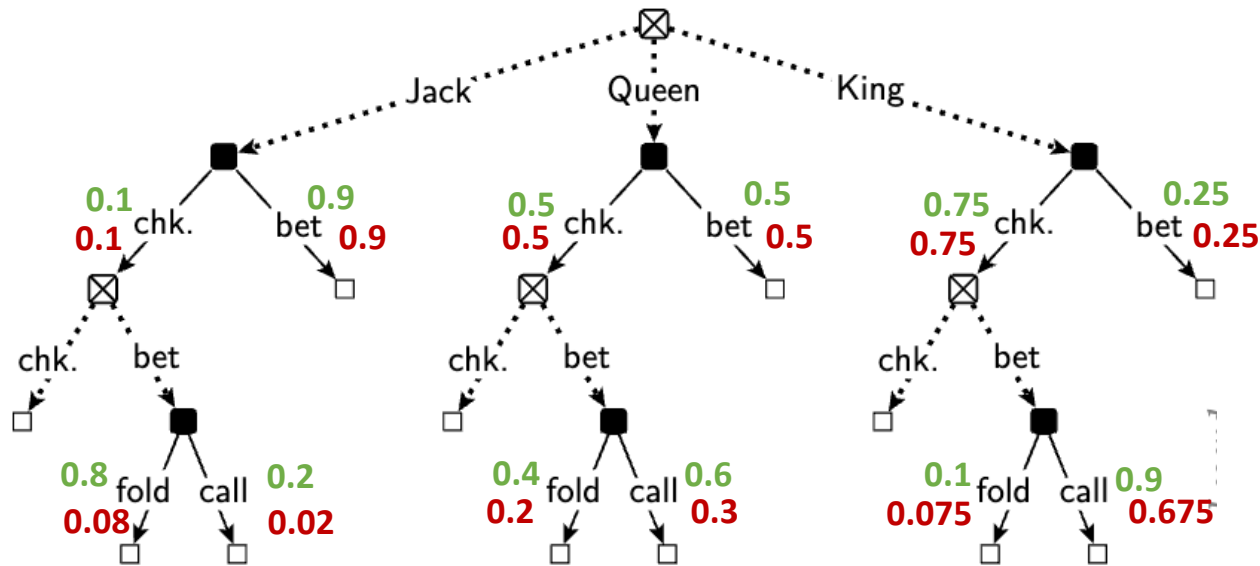 Jack Queen King
0.1 0.9 0.5 0.5 0.75 0.25
chk. bet chk. bet chk. bet
0.1 0.9 0.5 0.5 0.75 0.25
chk. bet chk. bet chk. bet
0.8 0.2 0.4 0.6 0.1 0.9
fold call fold call fold call
0.08 0.02 0.2 0.3 0.075 0.675